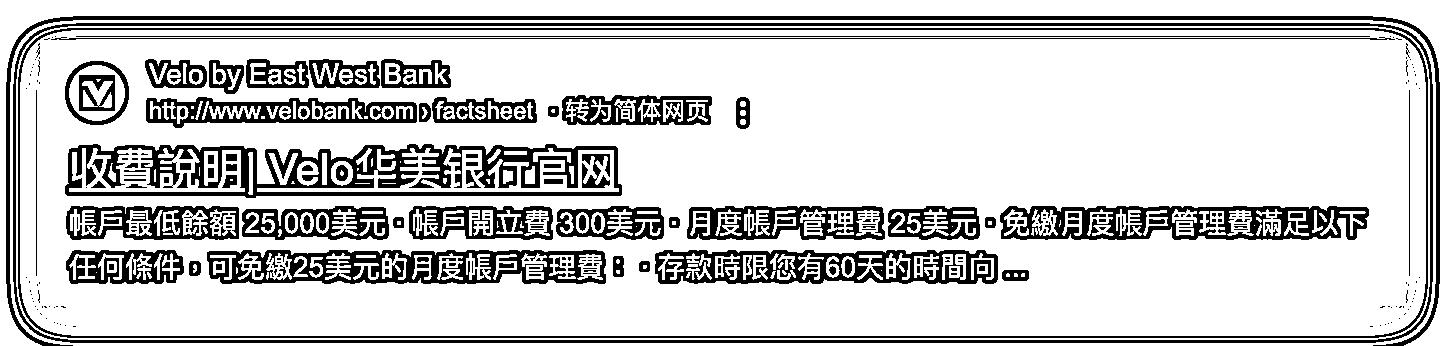 Velo by East West Bank
http://www.velobank.com › factsheet · 转为简体网页
收費說明| Velo华美银行官网
帳戶最低餘額 25,000美元 · 帳戶開立費 300美元 · 月度帳戶管理費 25美元 · 免繳月度帳戶管理費滿足以下
任何條件，可免繳25美元的月度帳戶管理費： · 存款時限您有60天的時間向 ...